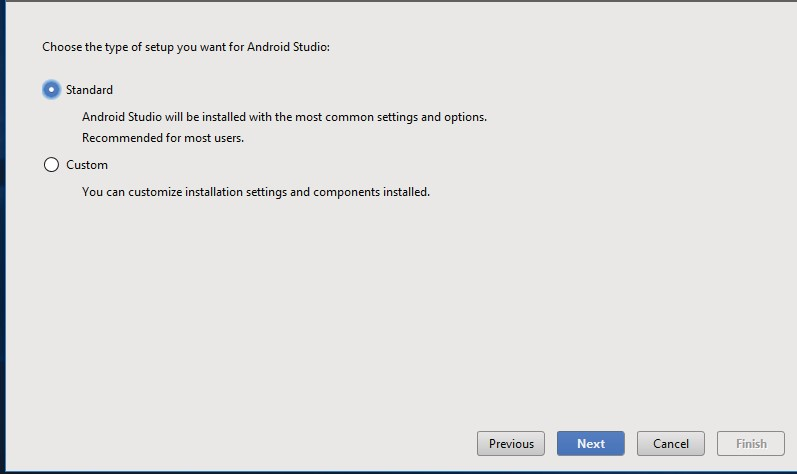 Choose the type of setup you want for Android Studio:
Standard
Android Studio will be installed with the most common settings and options.
Recommended for most users.
Custom
You can customize installation settings and components installed.
Previous Next Cancel Finish